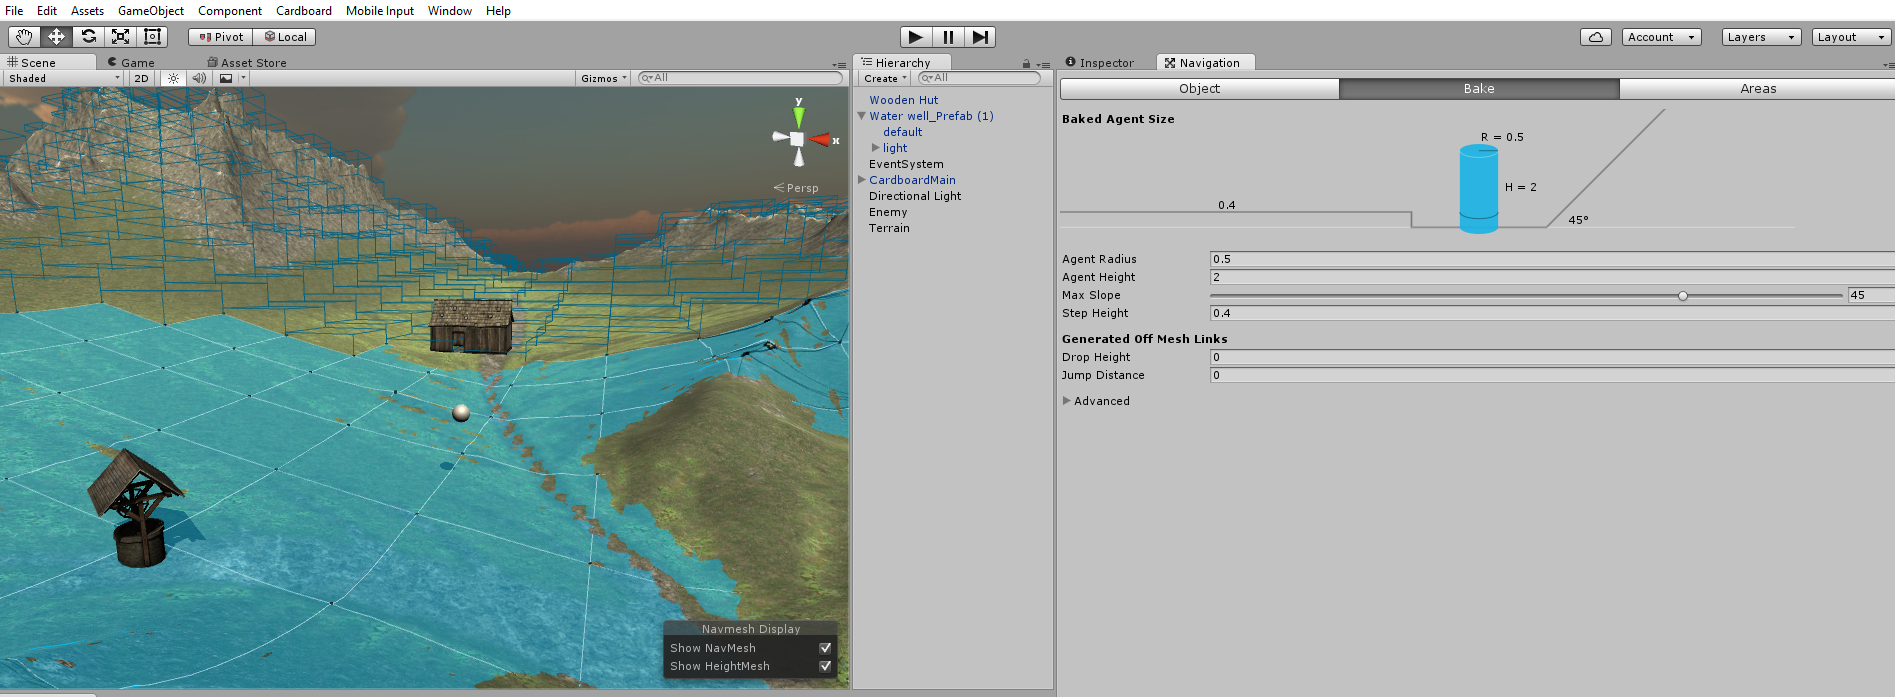 File Edit Assets GameObject Component Cardboard Mobile Input Window Help
Pivot Local Account Layers Layout
Scene Game Asset Store
Shaded 2D Gizmos All
y
x
Persp
Navmesh Display
Show NavMesh
Show HeightMesh
Hierarchy
Create All
Wooden Hut
Water well_Prefab (1)
default
light
EventSystem
CardboardMain
Directional Light
Enemy
Terrain
Inspector Navigation
Object Bake Areas
Baked Agent Size
R = 0.5
H = 2
0.4
45°
Agent Radius 0.5
Agent Height 2
Max Slope 45
Step Height 0.4
Generated Off Mesh Links
Drop Height 0
Jump Distance 0
Advanced